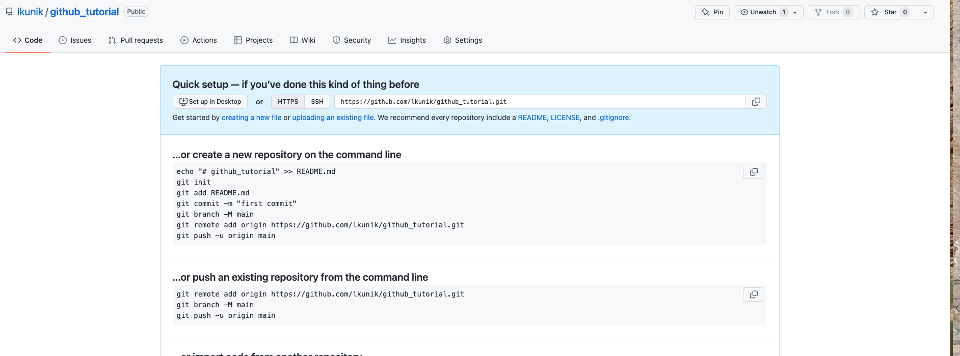 lkunik / github_tutorial Public
Pin Unwatch 1 Fork 0 Star 0
Code Issues Pull requests Actions Projects Wiki Security Insights Settings
Quick setup — if you've done this kind of thing before
Set up in Desktop or HTTPS SSH https://github.com/lkunik/github_tutorial.git
Get started by creating a new file or uploading an existing file. We recommend every repository include a README, LICENSE, and .gitignore.
...or create a new repository on the command line
echo "# github_tutorial" >> README.md
git init
git add README.md
git commit -m "first commit"
git branch -M main
git remote add origin https://github.com/lkunik/github_tutorial.git
git push -u origin main
...or push an existing repository from the command line
git remote add origin https://github.com/lkunik/github_tutorial.git
git branch -M main
git push -u origin main
...or import code from another repository